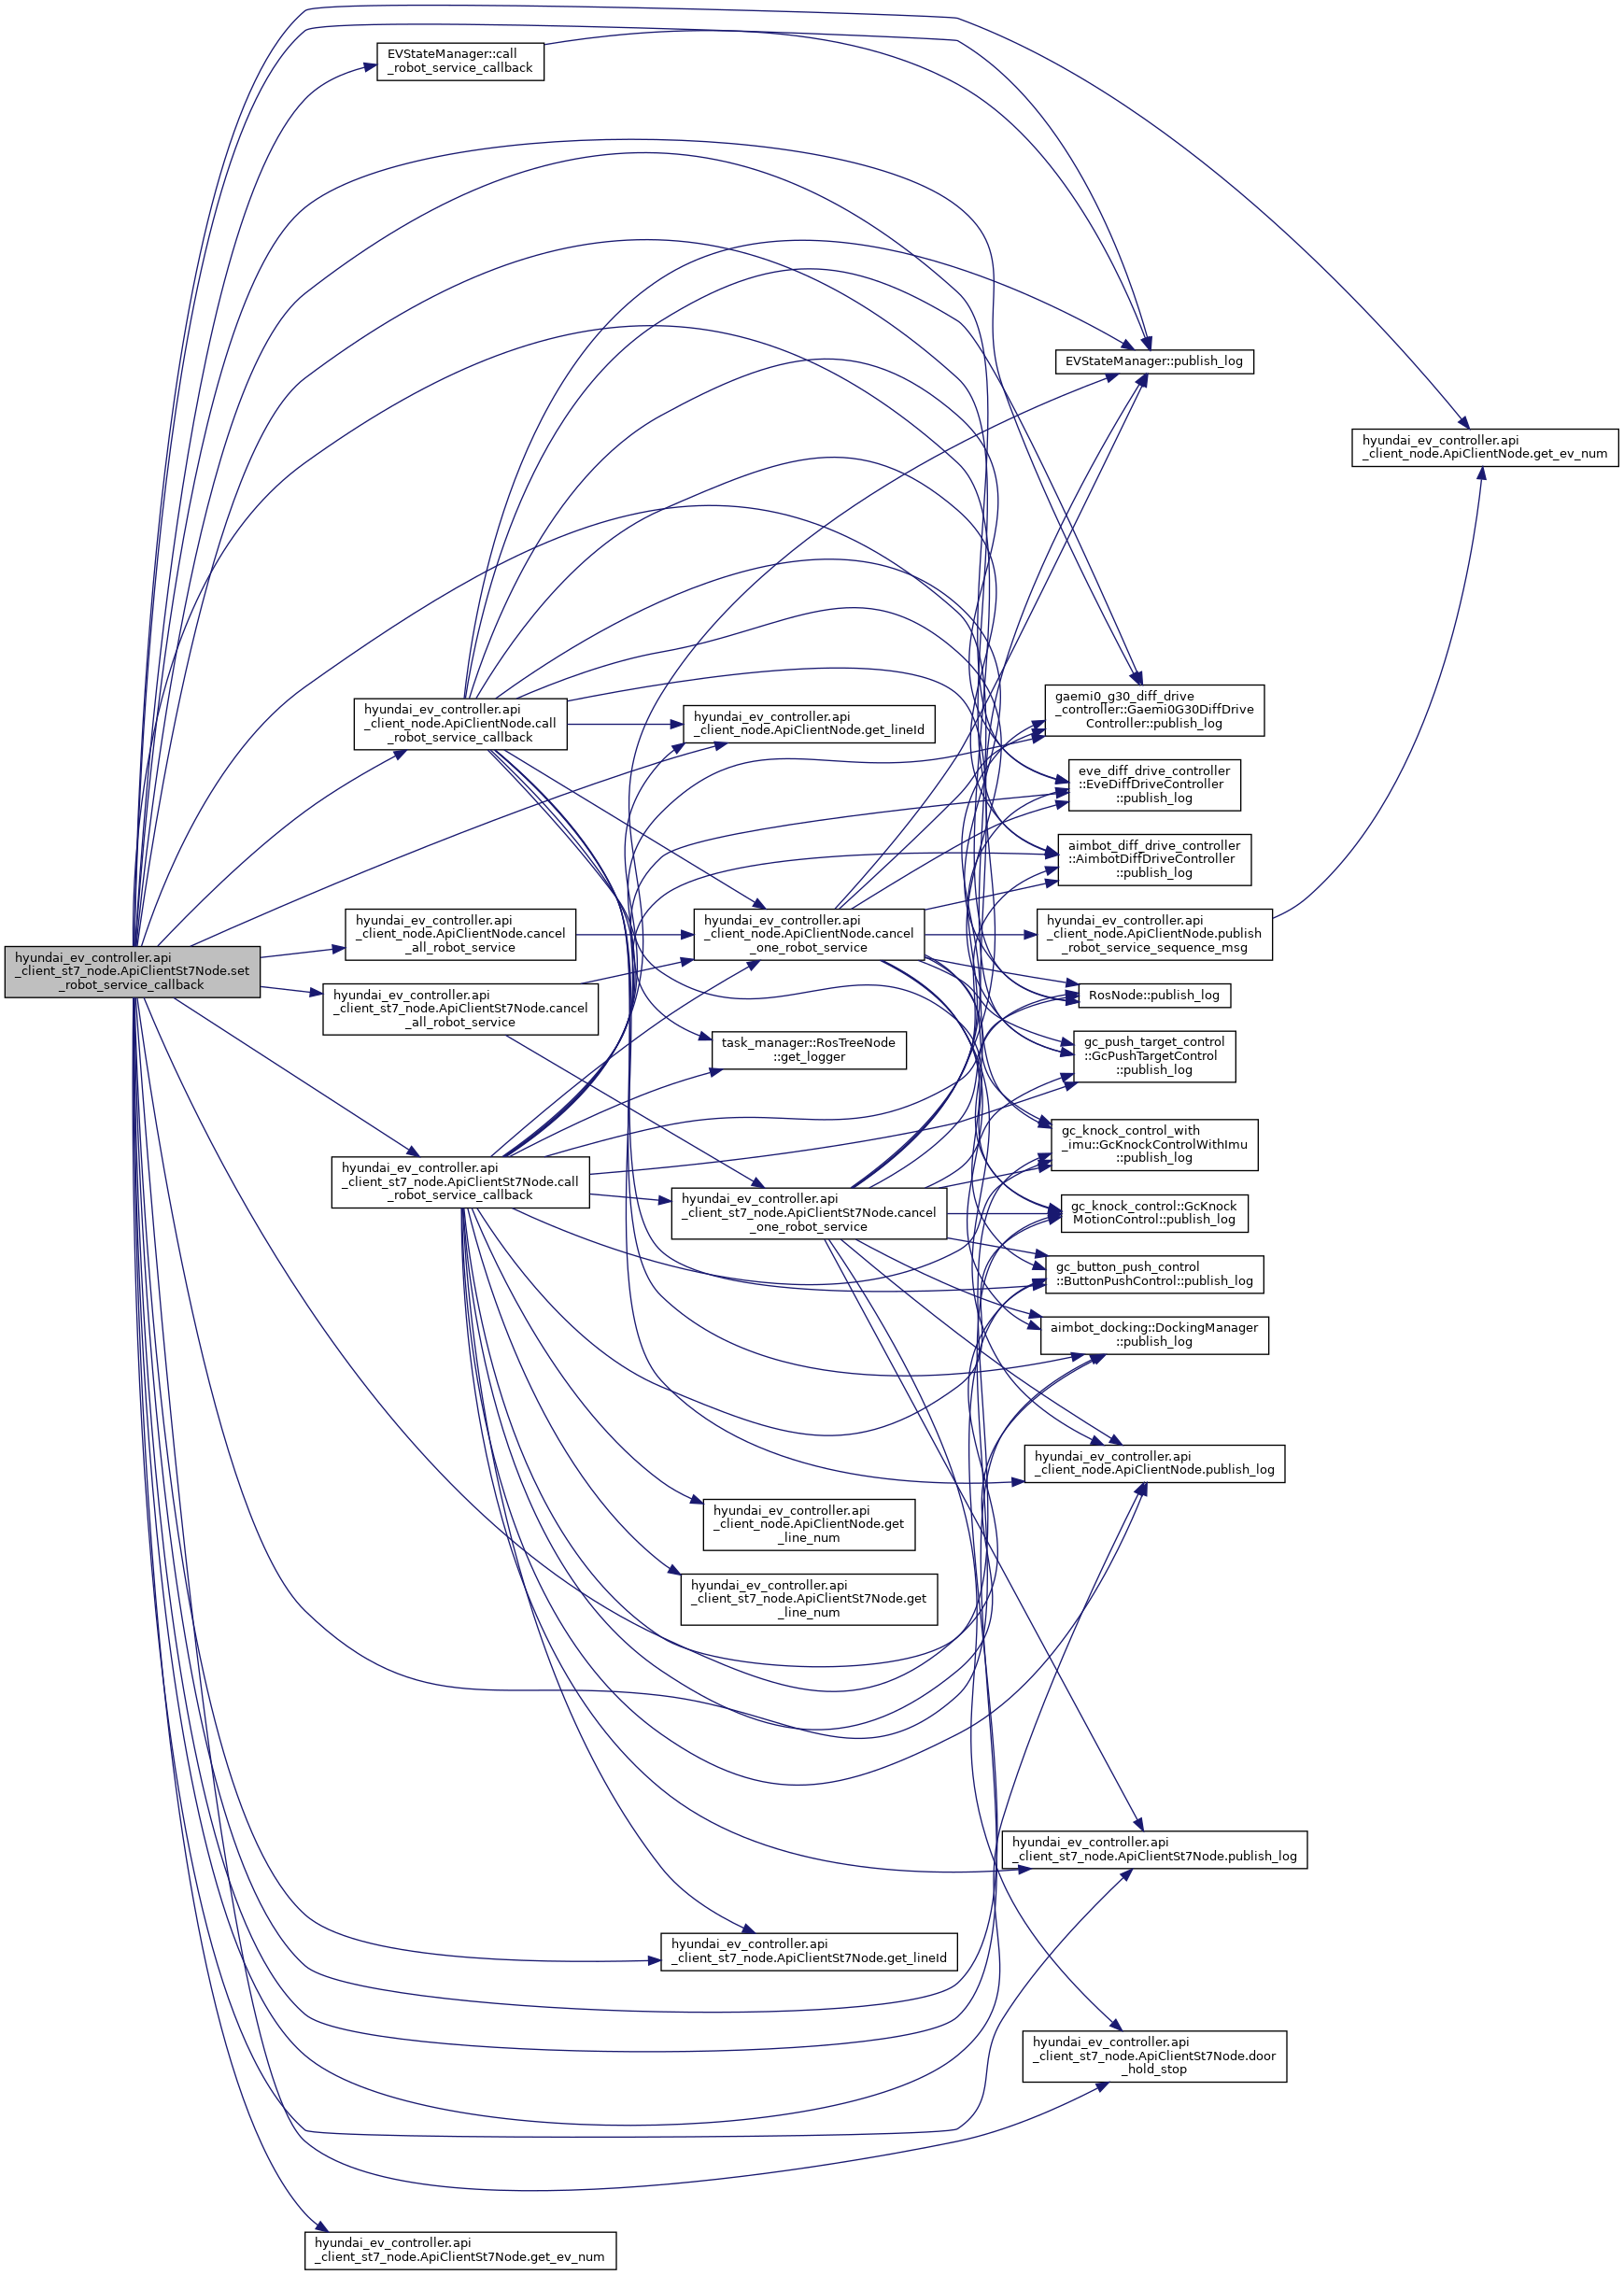 EVStateManager::call
_robot_service_callback
EVStateManager::publish_log
hyundai_ev_controller.api
_client_node.ApiClientNode.get_ev_num
gaemi0_g30_diff_drive
_controller::Gaemi0G30DiffDrive
Controller::publish_log
hyundai_ev_controller.api
_client_node.ApiClientNode.call
_robot_service_callback
hyundai_ev_controller.api
_client_node.ApiClientNode.get_lineId
eve_diff_drive_controller
::EveDiffDriveController
::publish_log
aimbot_diff_drive_controller
::AimbotDiffDriveController
::publish_log
hyundai_ev_controller.api
_client_node.ApiClientNode.cancel
_all_robot_service
hyundai_ev_controller.api
_client_node.ApiClientNode.cancel
_one_robot_service
hyundai_ev_controller.api
_client_node.ApiClientNode.publish
_robot_service_sequence_msg
hyundai_ev_controller.api
_client_st7_node.ApiClientSt7Node.set
_robot_service_callback
hyundai_ev_controller.api
_client_st7_node.ApiClientSt7Node.cancel
_all_robot_service
RosNode::publish_log
task_manager::RosTreeNode
::get_logger
gc_push_target_control
::GcPushTargetControl
::publish_log
gc_knock_control_with
_imu::GcKnockControlWithImu
::publish_log
hyundai_ev_controller.api
_client_st7_node.ApiClientSt7Node.call
_robot_service_callback
hyundai_ev_controller.api
_client_st7_node.ApiClientSt7Node.cancel
_one_robot_service
gc_knock_control::GcKnock
MotionControl::publish_log
gc_button_push_control
::ButtonPushControl::publish_log
aimbot_docking::DockingManager
::publish_log
hyundai_ev_controller.api
_client_node.ApiClientNode.publish_log
hyundai_ev_controller.api
_client_node.ApiClientNode.get
_line_num
hyundai_ev_controller.api
_client_st7_node.ApiClientSt7Node.get
_line_num
hyundai_ev_controller.api
_client_st7_node.ApiClientSt7Node.publish_log
hyundai_ev_controller.api
_client_st7_node.ApiClientSt7Node.get_lineId
hyundai_ev_controller.api
_client_st7_node.ApiClientSt7Node.door
_hold_stop
hyundai_ev_controller.api
_client_st7_node.ApiClientSt7Node.get_ev_num